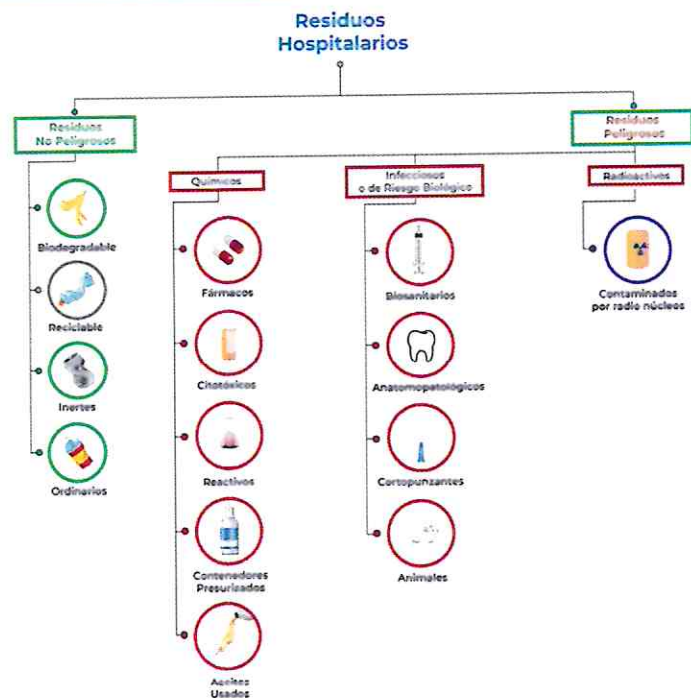 Residuos
Hospitalarios
Residuos
No Peligrosos
Residuos
Peligrosos
Químicos
Infecciosos
o de Riesgo Biológico
Radioactivos
Biodegradable
Reciclable
Inertes
Ordinarios
Fármacos
Citotóxicos
Reactivos
Contenedores
Presurizados
Aceites
Usados
Biosanitarios
Anatomopatológicos
Cortopunzantes
Animales
Contaminados
por radio núcleos